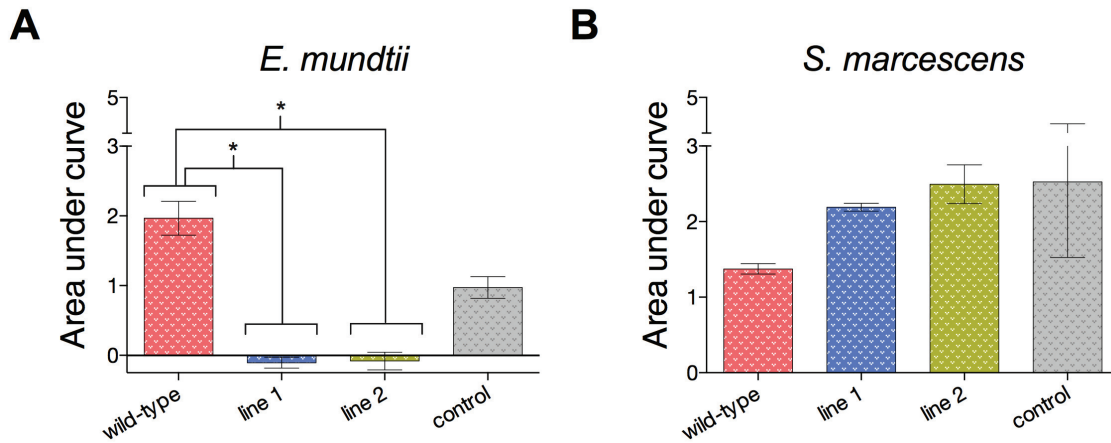 A
E. mundtii
Area under curve
5
3
2
1
0
*
*
wild-type
line 1
line 2
control
B
S. marcescens
Area under curve
5
3
2
1
0
wild-type
line 1
line 2
control